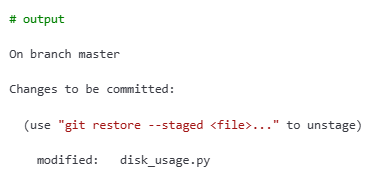 # output
On branch master
Changes to be committed:
(use "git restore --staged <file>..." to unstage)
modified: disk_usage.py